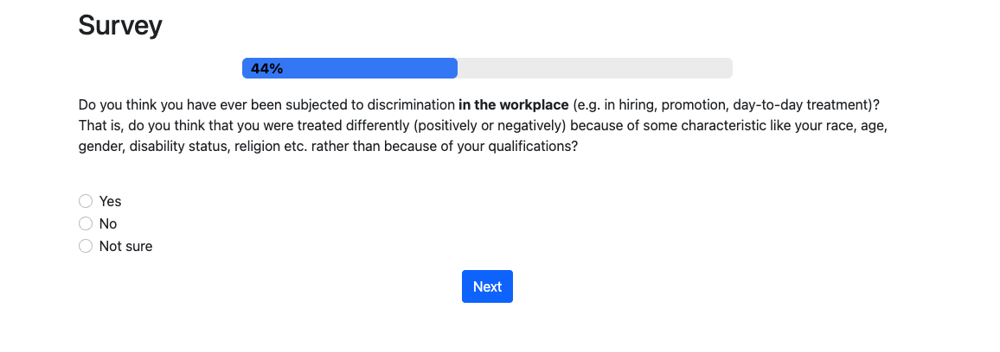 Survey
44%
Do you think you have ever been subjected to discrimination in the workplace (e.g. in hiring, promotion, day-to-day treatment)?
That is, do you think that you were treated differently (positively or negatively) because of some characteristic like your race, age,
gender, disability status, religion etc. rather than because of your qualifications?
Yes
No
Not sure
Next